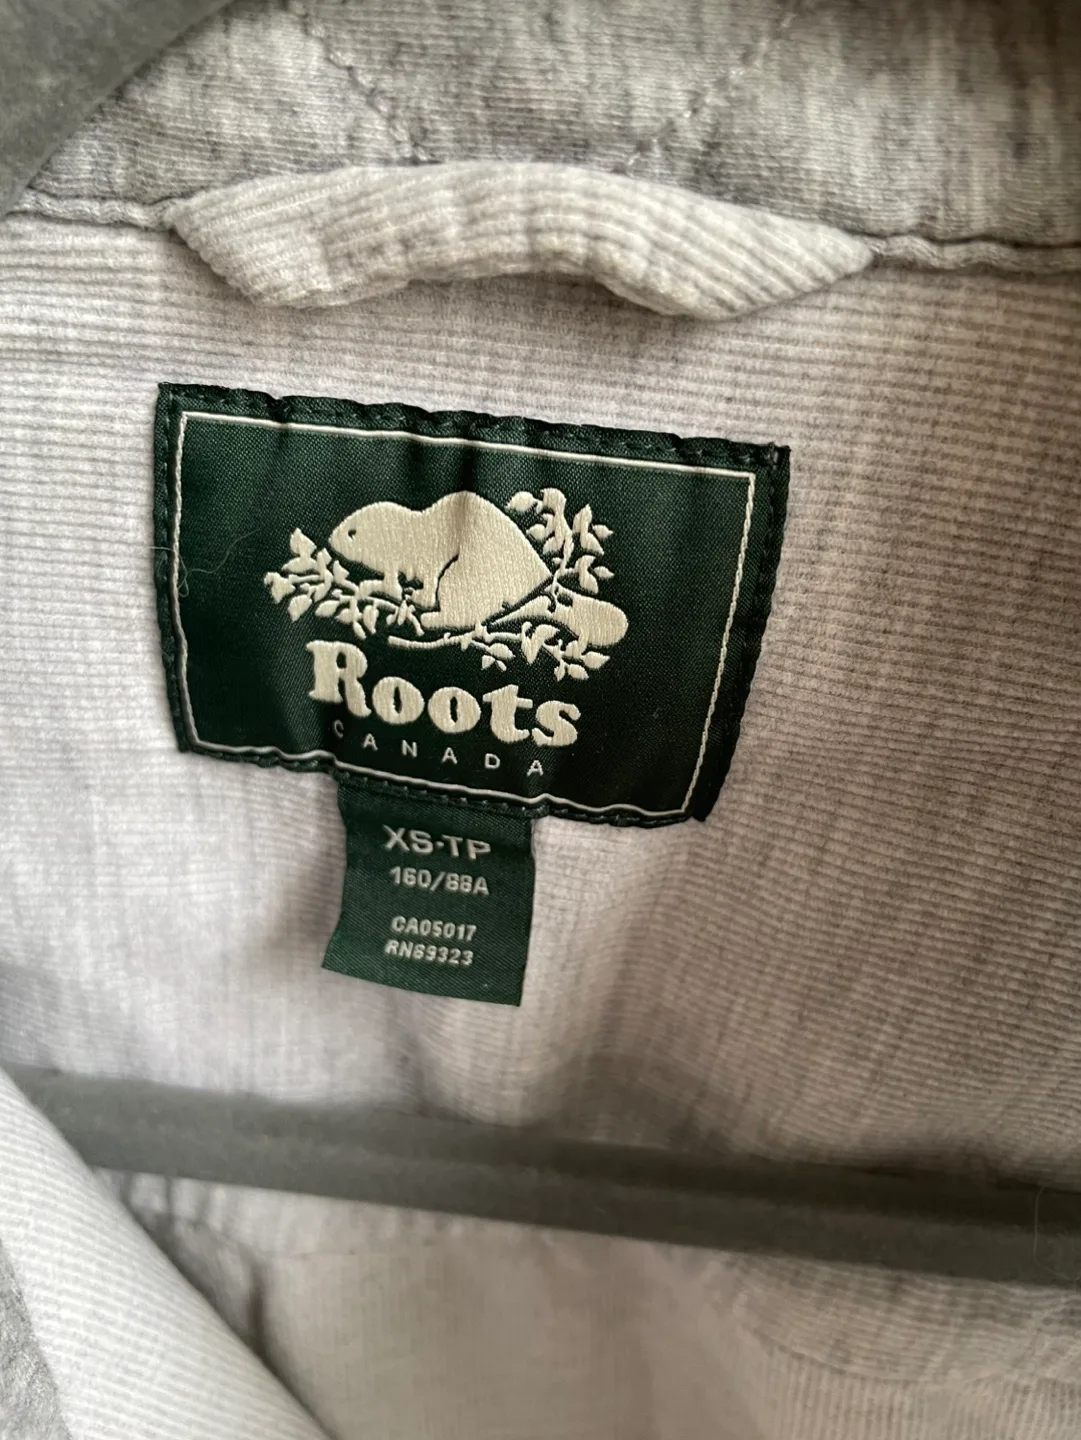 Roots
CANADA
XS-TP
160/88A
CA05017
RN69323